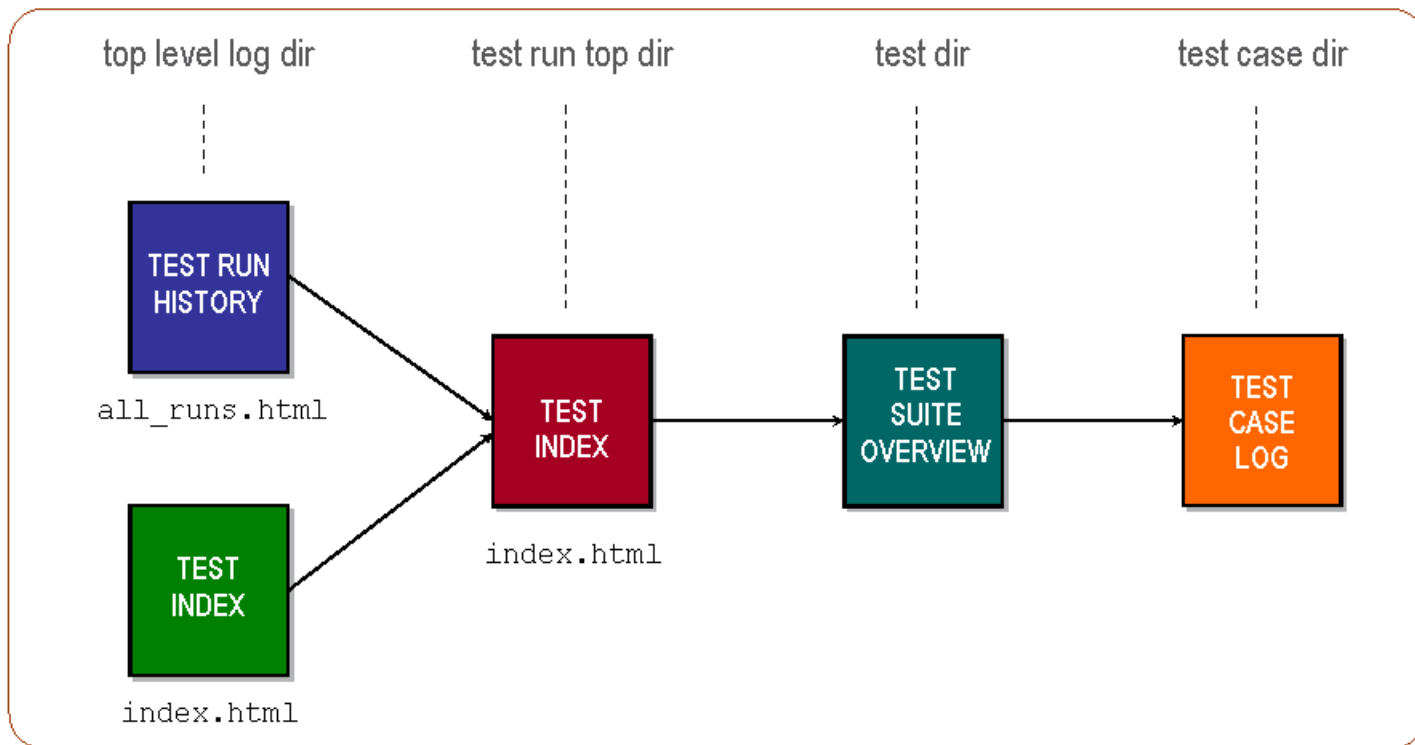 top level log dir
test run top dir
test dir
test case dir
TEST RUN
HISTORY
all_runs.html
TEST
INDEX
index.html
TEST
INDEX
index.html
TEST
SUITE
OVERVIEW
TEST
CASE
LOG